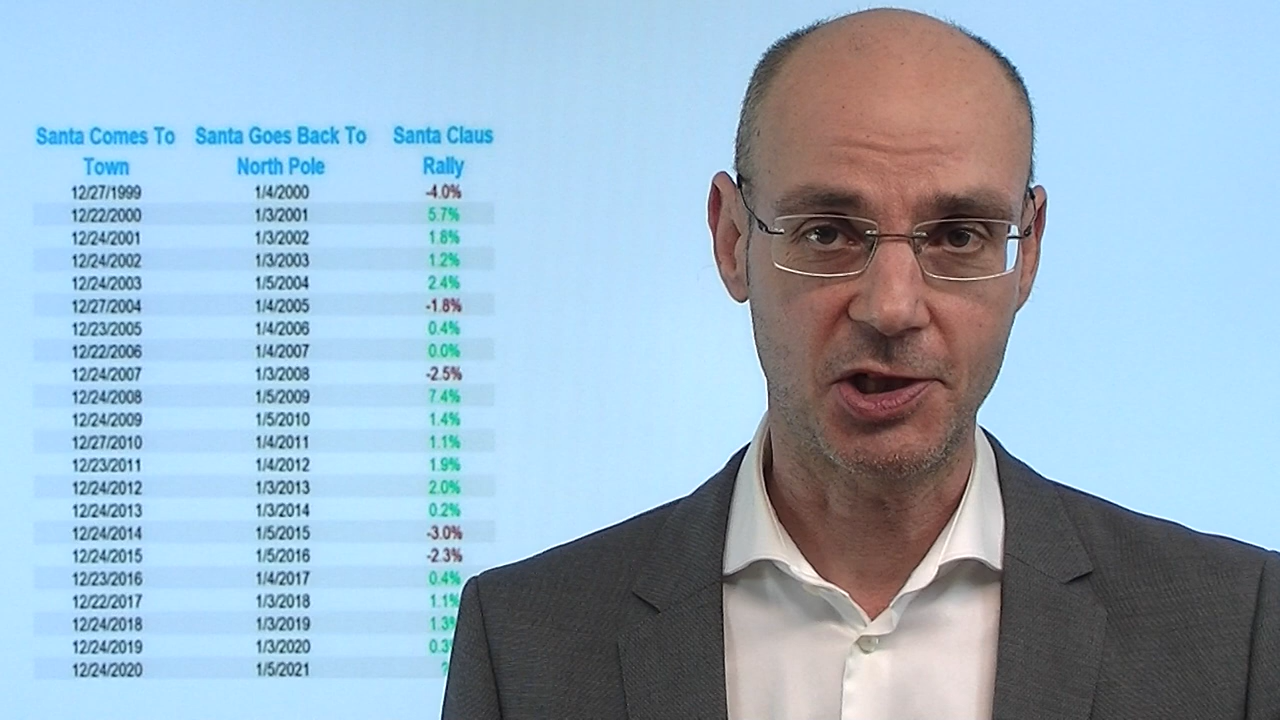 Santa Comes To Santa Goes Back To Santa Claus
Town North Pole Rally
12/27/1999 1/4/2000 -4.0%
12/22/2000 1/3/2001 5.7%
12/24/2001 1/3/2002 1.8%
12/24/2002 1/3/2003 1.2%
12/24/2003 1/5/2004 2.4%
12/27/2004 1/4/2005 -1.8%
12/23/2005 1/4/2006 0.4%
12/22/2006 1/4/2007 0.0%
12/24/2007 1/3/2008 -2.5%
12/24/2008 1/5/2009 7.4%
12/24/2009 1/5/2010 1.4%
12/27/2010 1/4/2011 1.1%
12/23/2011 1/4/2012 1.9%
12/24/2012 1/3/2013 2.0%
12/24/2013 1/3/2014 0.2%
12/24/2014 1/5/2015 -3.0%
12/24/2015 1/5/2016 -2.3%
12/23/2016 1/4/2017 0.4%
12/22/2017 1/3/2018 1.1%
12/24/2018 1/3/2019 1.3
12/24/2019 1/3/2020 0.3
12/24/2020 1/5/2021